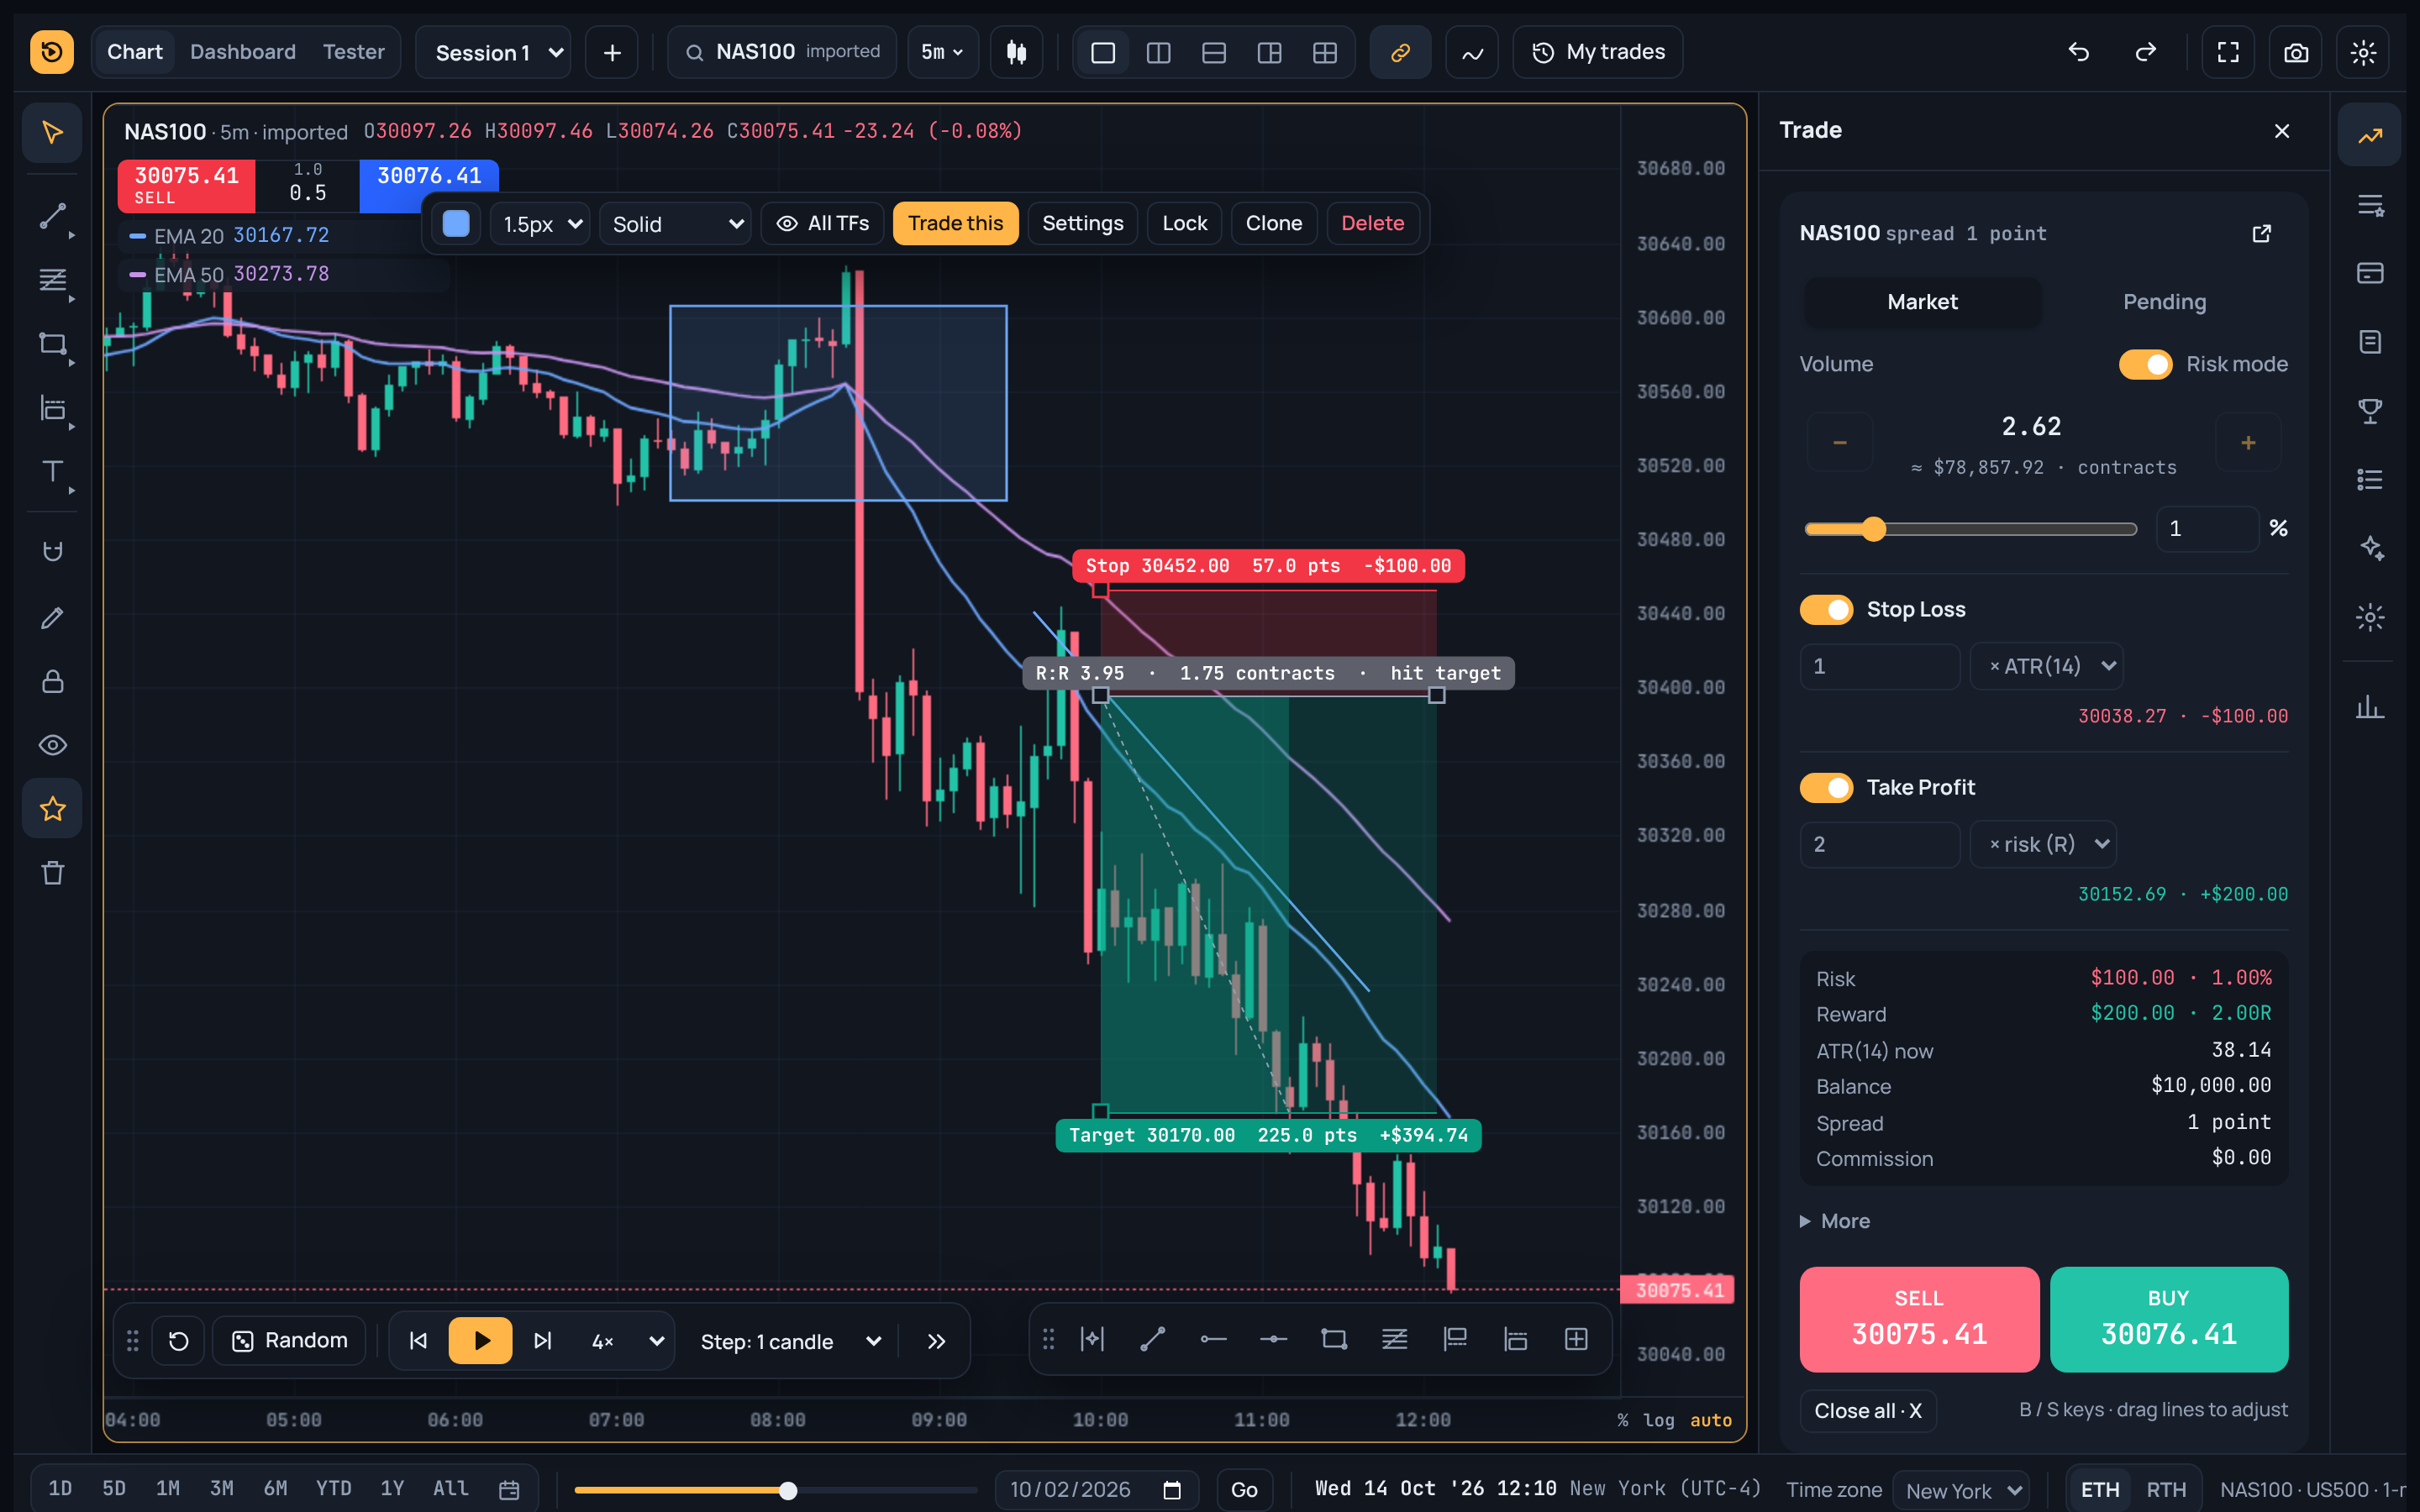 Chart Dashboard Tester Session 1 + NAS100 imported 5m My trades
NAS100 · 5m · imported O30097.26 H30097.46 L30074.26 C30075.41 -23.24 (-0.08%)
30075.41 1.0 30076.41
SELL 0.5
1.5px Solid All TFs Trade this Settings Lock Clone Delete
EMA 20 30167.72
EMA 50 30273.78
Stop 30452.00 57.0 pts -$100.00
R:R 3.95 · 1.75 contracts · hit target
Target 30170.00 225.0 pts +$394.74
30680.00
30640.00
30600.00
30560.00
30520.00
30480.00
30440.00
30400.00
30360.00
30320.00
30280.00
30240.00
30200.00
30160.00
30120.00
30075.41
30040.00
Random 4× Step: 1 candle
04:00 05:00 06:00 07:00 08:00 09:00 10:00 11:00 12:00 % log auto
Trade
NAS100 spread 1 point
Market Pending
Volume Risk mode
− 2.62 +
≈ $78,857.92 · contracts
1 %
Stop Loss
1 × ATR(14)
30038.27 · -$100.00
Take Profit
2 × risk (R)
30152.69 · +$200.00
Risk $100.00 · 1.00%
Reward $200.00 · 2.00R
ATR(14) now 38.14
Balance $10,000.00
Spread 1 point
Commission $0.00
More
SELL BUY
30075.41 30076.41
Close all · X B / S keys · drag lines to adjust
1D 5D 1M 3M 6M YTD 1Y All 10/02/2026 Go Wed 14 Oct '26 12:10 New York (UTC-4) Time zone New York ETH RTH NAS100 · US500 · 1-